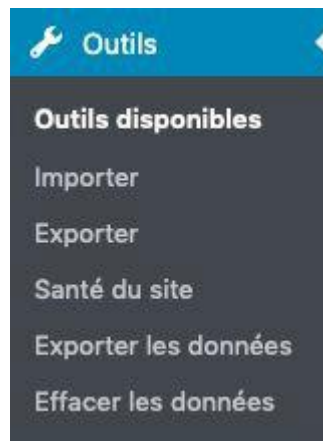 Outils
Outils disponibles
Importer
Exporter
Santé du site
Exporter les données
Effacer les données